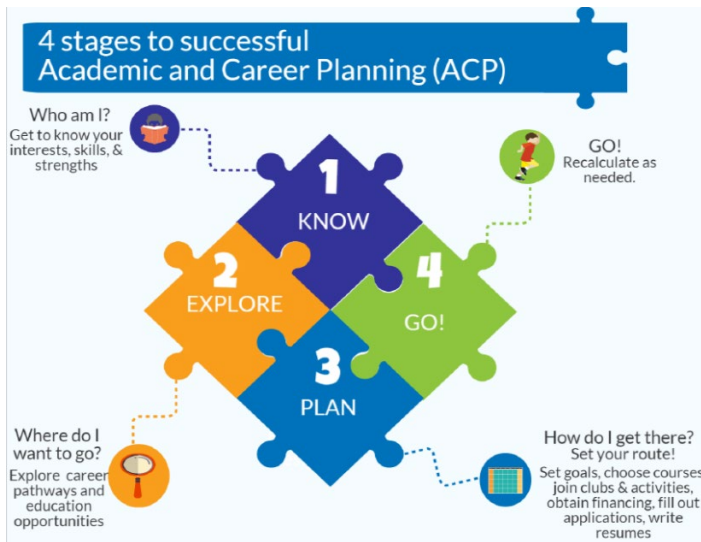 4 stages to successful
Academic and Career Planning (ACP)
Who am I?
Get to know your
interests, skills, &
strengths
GO!
Recalculate as
needed.
1
KNOW
2
EXPLORE
4
GO!
3
PLAN
Where do I
want to go?
Explore career
pathways and
education
opportunities
How do I get there?
Set your route!
Set goals, choose courses
join clubs & activities,
obtain financing, fill out
applications, write
resumes